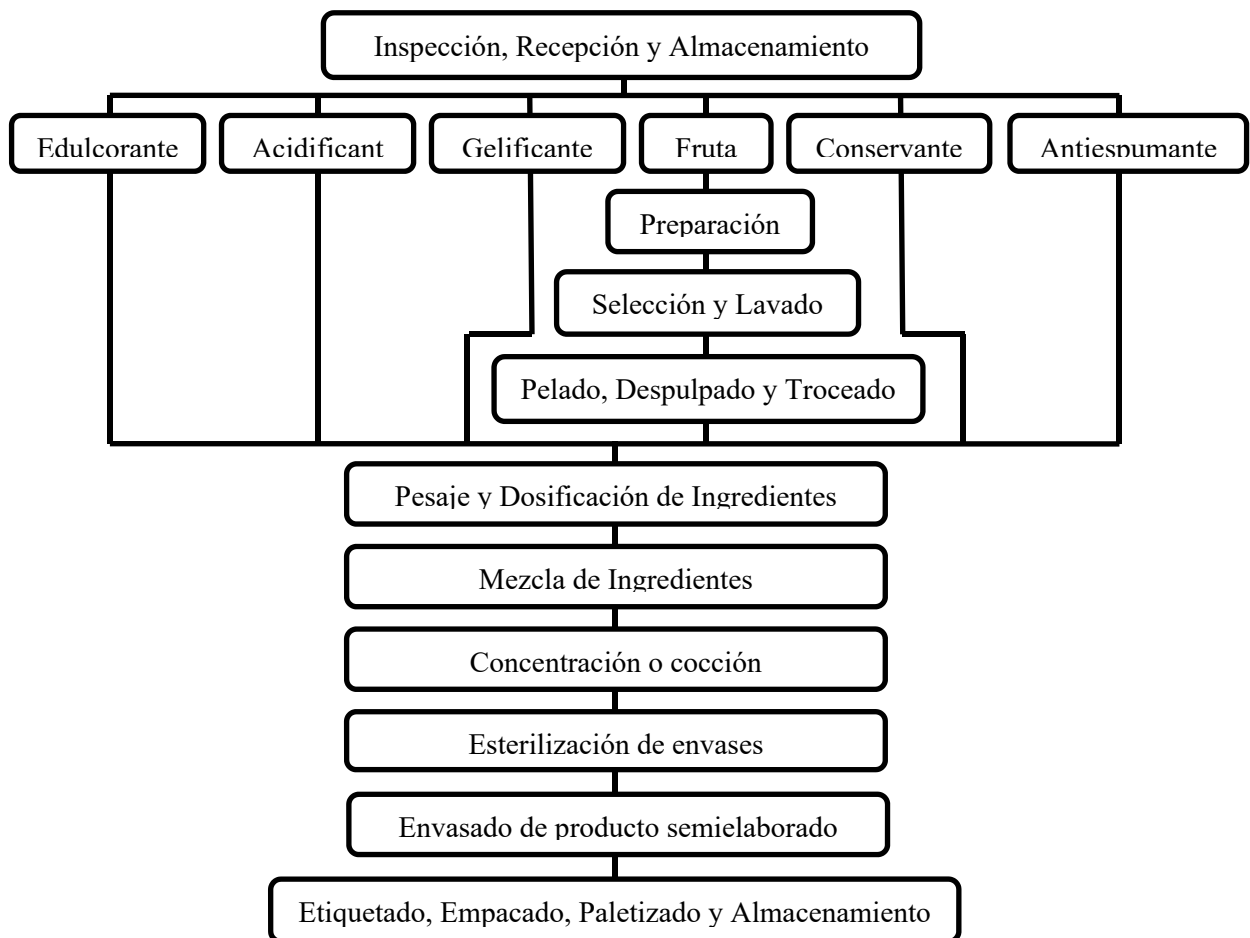 Inspección, Recepción y Almacenamiento
Edulcorante
Acidificant
Gelificante
Fruta
Conservante
Antiespumante
Preparación
Selección y Lavado
Pelado, Despulpado y Troceado
Pesaje y Dosificación de Ingredientes
Mezcla de Ingredientes
Concentración o cocción
Esterilización de envases
Envasado de producto semielaborado
Etiquetado, Empacado, Paletizado y Almacenamiento